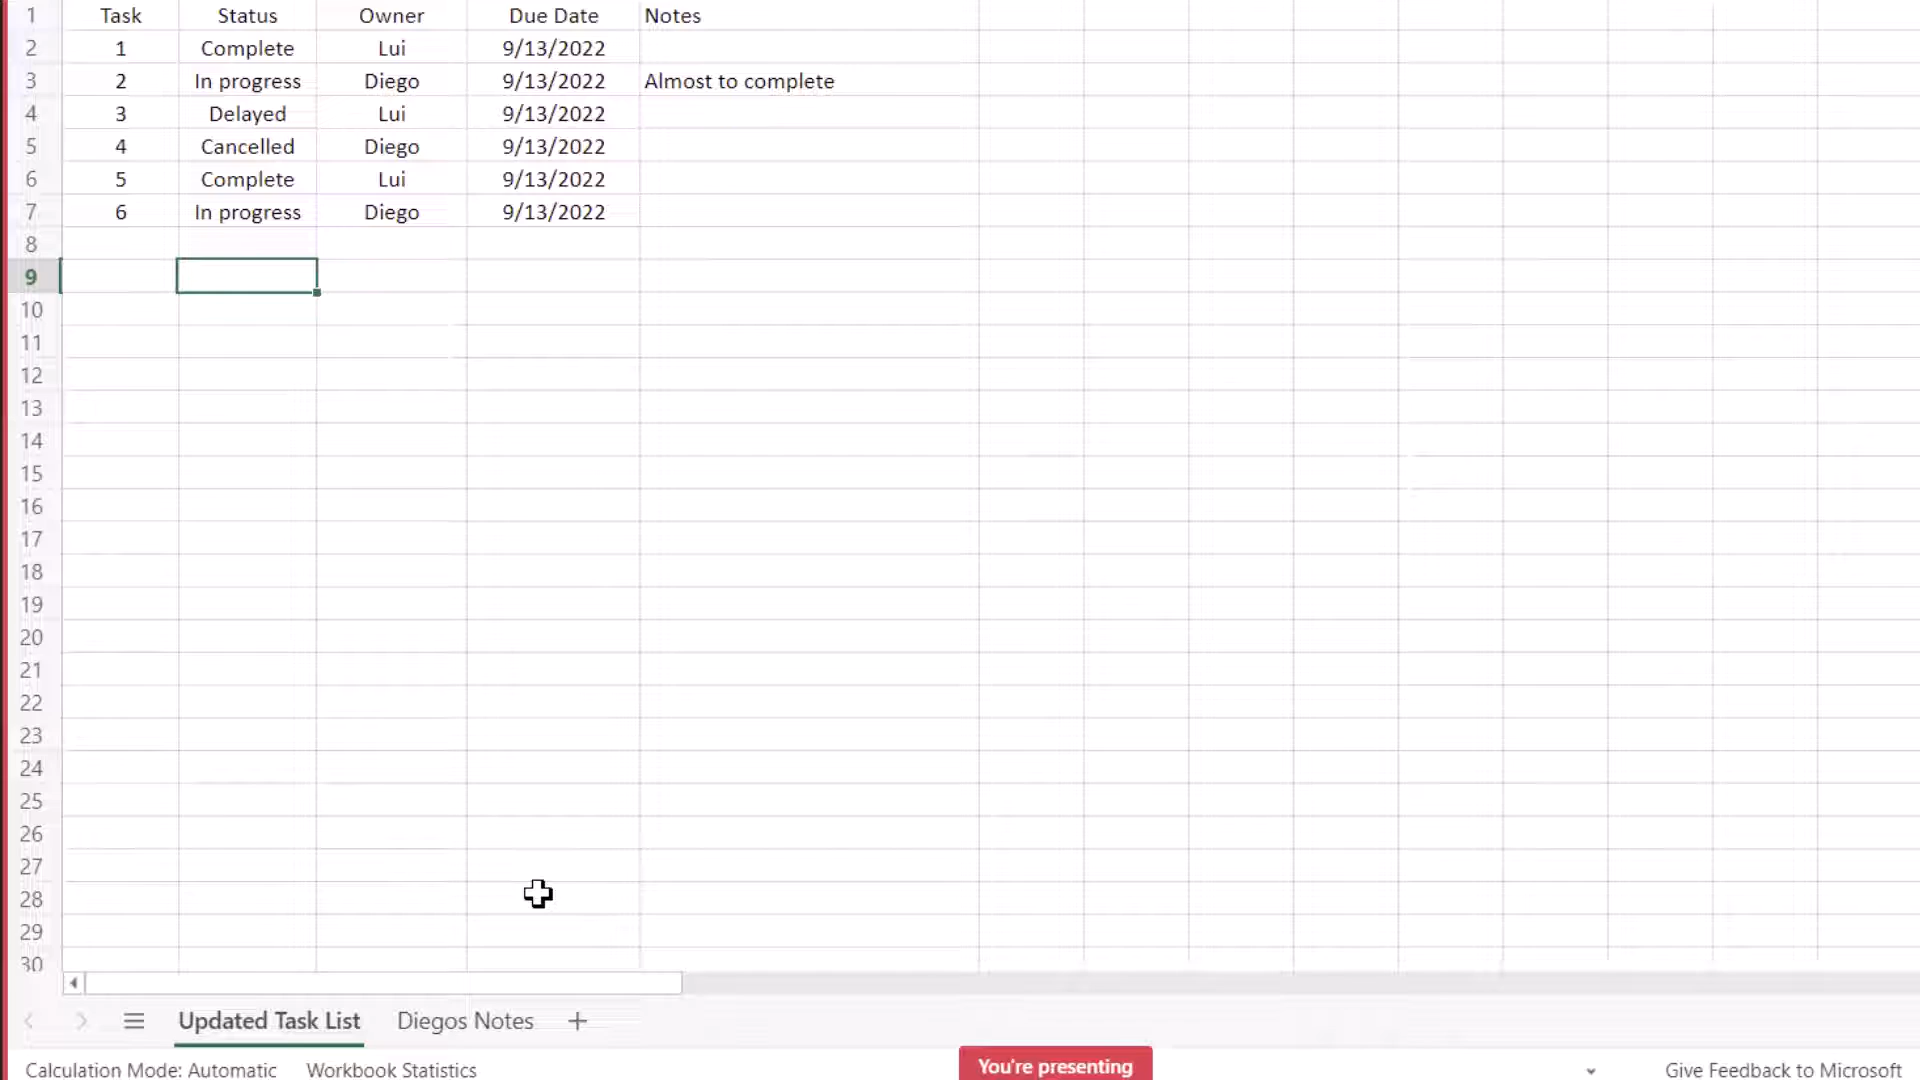 1 Task Status Owner Due Date Notes
2 1 Complete Lui 9/13/2022
3 2 In progress Diego 9/13/2022 Almost to complete
4 3 Delayed Lui 9/13/2022
5 4 Cancelled Diego 9/13/2022
6 5 Complete Lui 9/13/2022
7 6 In progress Diego 9/13/2022
8
9
10
11
12
13
14
15
16
17
18
19
20
21
22
23
24
25
26
27
28
29
30
Updated Task List Diegos Notes +
Calculation Mode: Automatic Workbook Statistics You're presenting Give Feedback to Microsoft